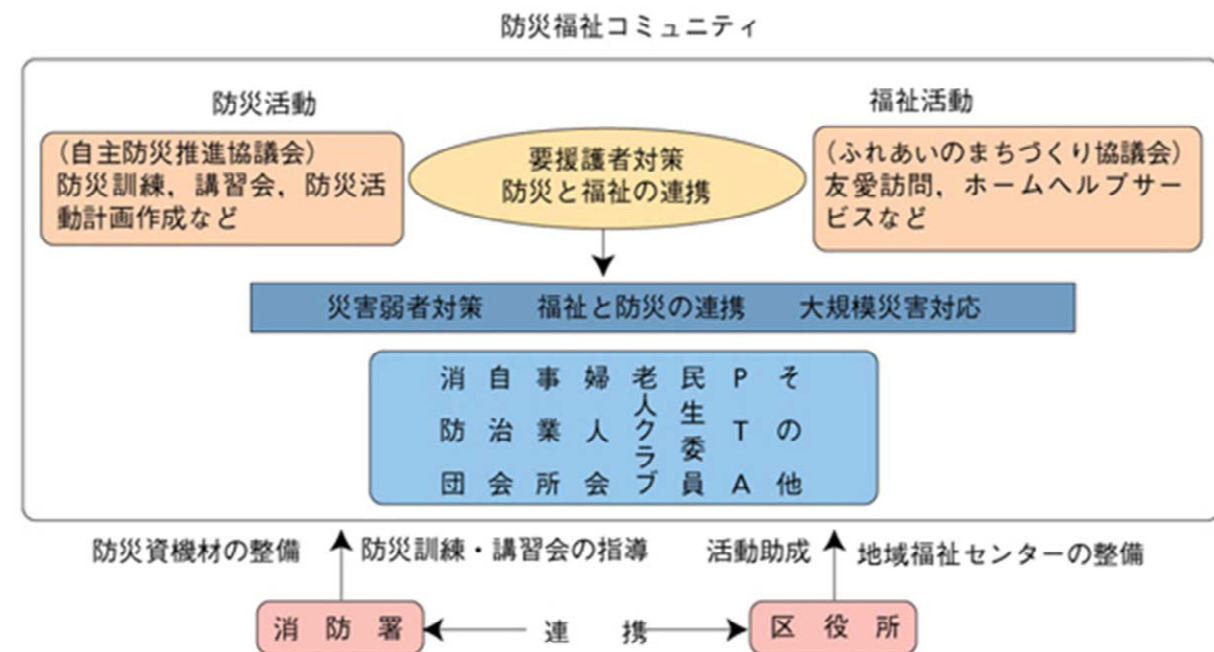 防災福祉コミュニティ
防災活動
(自主防災推進協議会)
防災訓練，講習会，防災活
動計画作成など
要援護者対策
防災と福祉の連携
福祉活動
(ふれあいのまちづくり協議会)
友愛訪問，ホームヘルプサー
ビスなど
災害弱者対策　福祉と防災の連携　大規模災害対応
消防団
自治会
事業所
婦人会
老人クラブ
民生委員
PTA
その他
防災資機材の整備
防災訓練・講習会の指導
活動助成
地域福祉センターの整備
消防署
連携
区役所